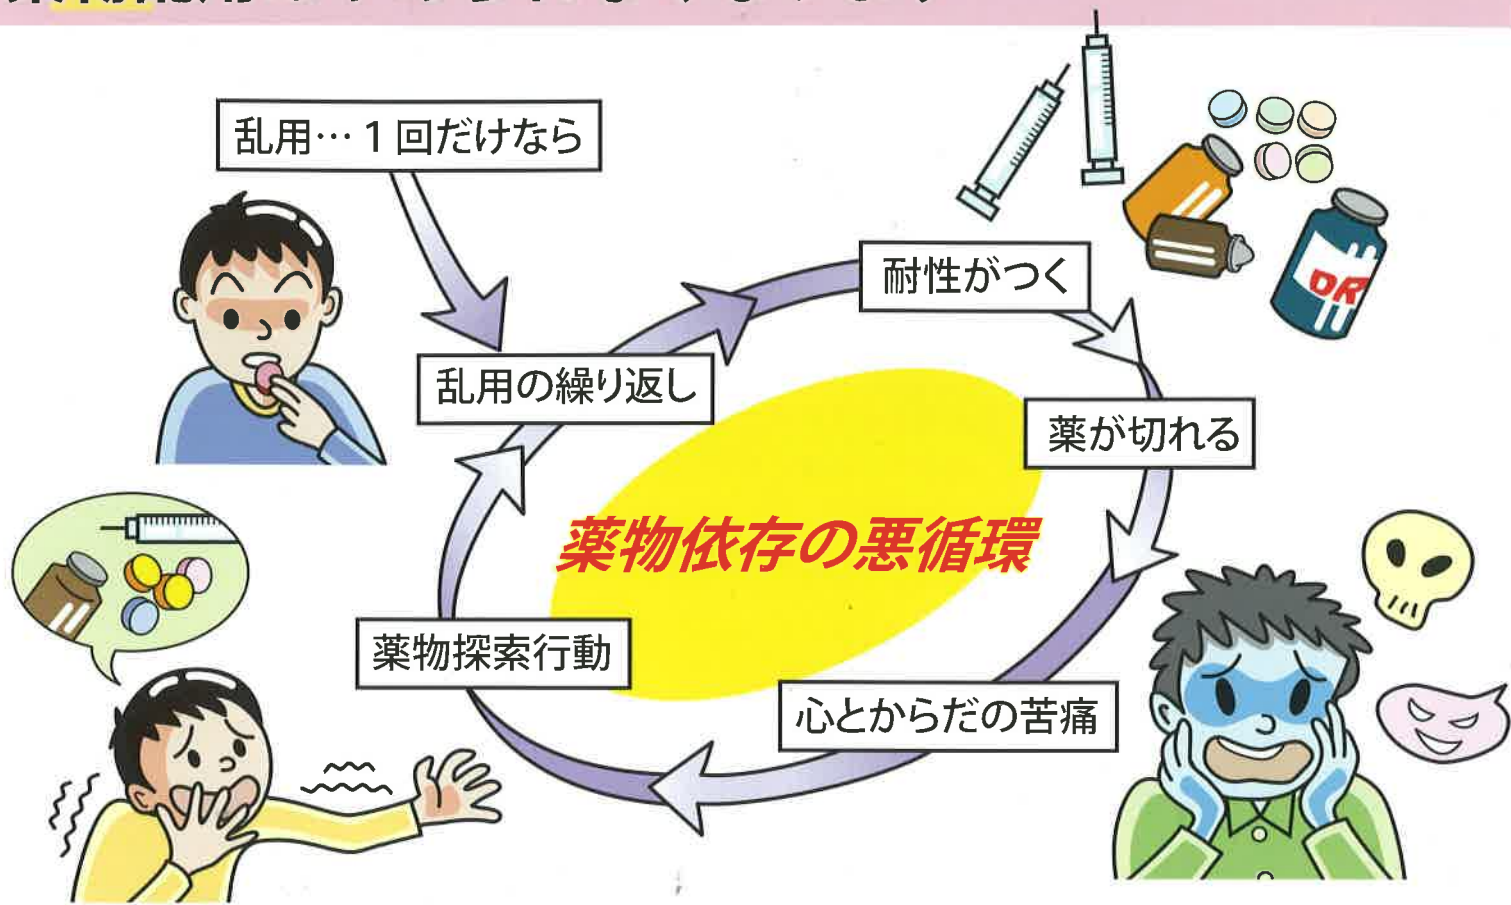 乱用…1回だけなら
耐性がつく
DR
乱用の繰り返し
薬が切れる
薬物依存の悪循環
薬物探索行動
心とからだの苦痛